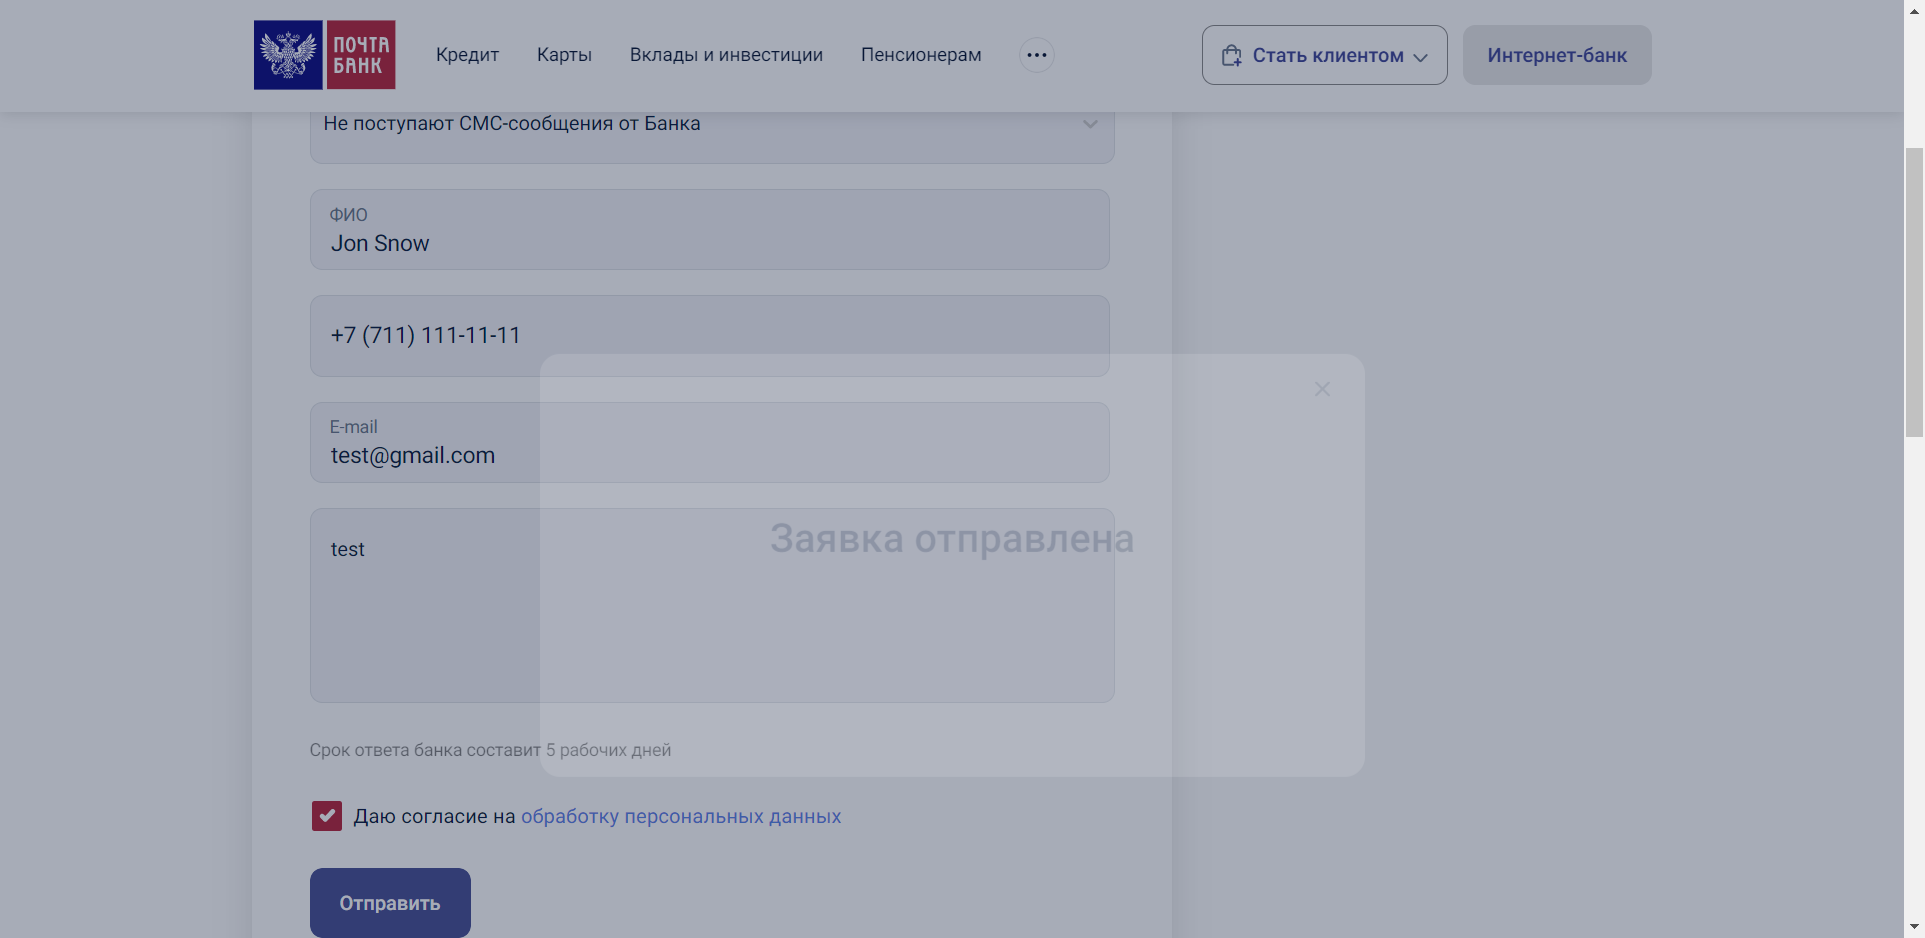 ПОЧТА
БАНК
Кредит
Карты
Вклады и инвестиции
Пенсионерам
Стать клиентом
Интернет-банк
Не поступают СМС-сообщения от Банка
ФИО
Jon Snow
+7 (711) 111-11-11
E-mail
test@gmail.com
Заявка отправлена
test
Срок ответа банка составит 5 рабочих дней
Даю согласие на обработку персональных данных
Отправить